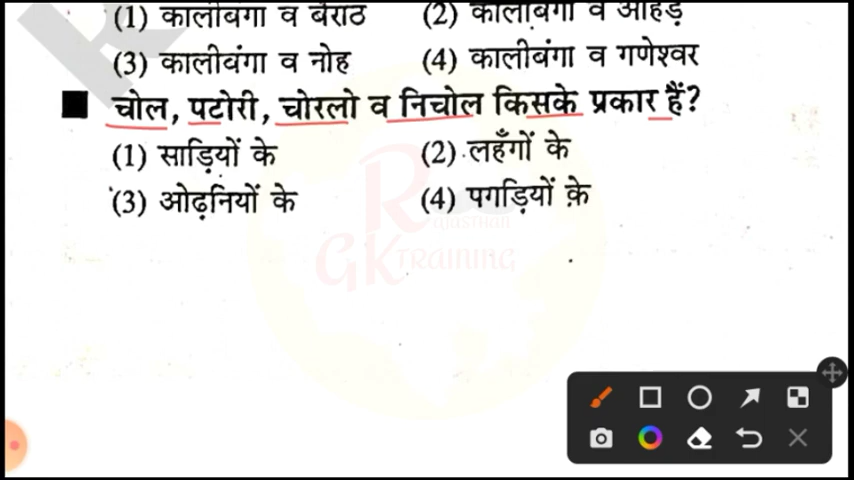 (1) कालीबंगा व बैराठ (2) कालीबंगा व आहड़
(3) कालीबंगा व नोह (4) कालीबंगा व गणेश्वर
चोल, पटोरी, चोरलो व निचोल किसके प्रकार हैं?
(1) साड़ियों के (2) लहँगों के
(3) ओढ़नियों के (4) पगड़ियों के
RAJASTHAN
GK TRAINING